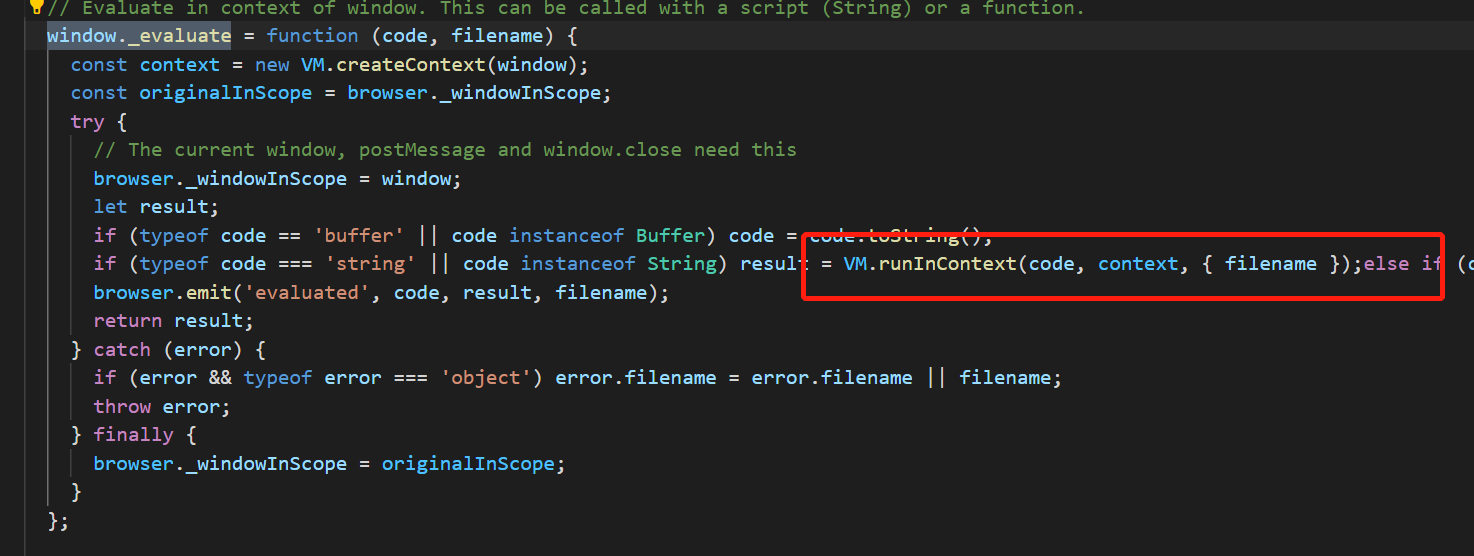 // Evaluate in context of window. This can be called with a script (String) or a function.
window._evaluate = function (code, filename) {
const context = new VM.createContext(window);
const originalInScope = browser._windowInScope;
try {
// The current window, postMessage and window.close need this
browser._windowInScope = window;
let result;
if (typeof code == 'buffer' || code instanceof Buffer) code = code.toString();
if (typeof code === 'string' || code instanceof String) result = VM.runInContext(code, context, { filename });else if (
browser.emit('evaluated', code, result, filename);
return result;
} catch (error) {
if (error && typeof error === 'object') error.filename = error.filename || filename;
throw error;
} finally {
browser._windowInScope = originalInScope;
}
};